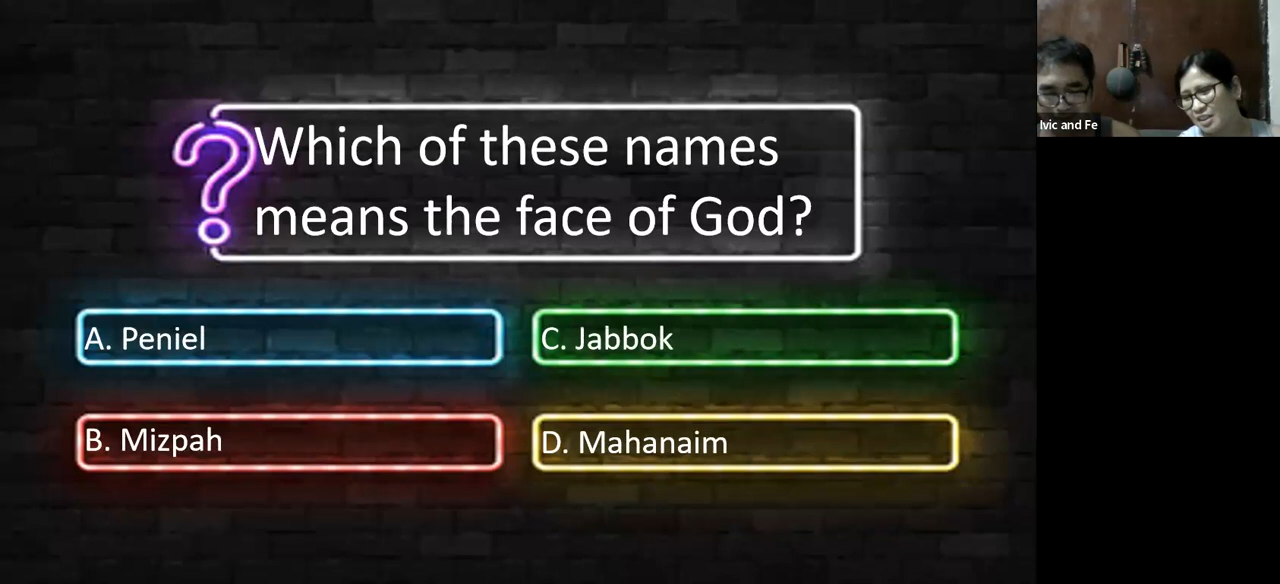 Which of these names
means the face of God?
A. Peniel
C. Jabbok
B. Mizpah
D. Mahanaim
Ivic and Fe